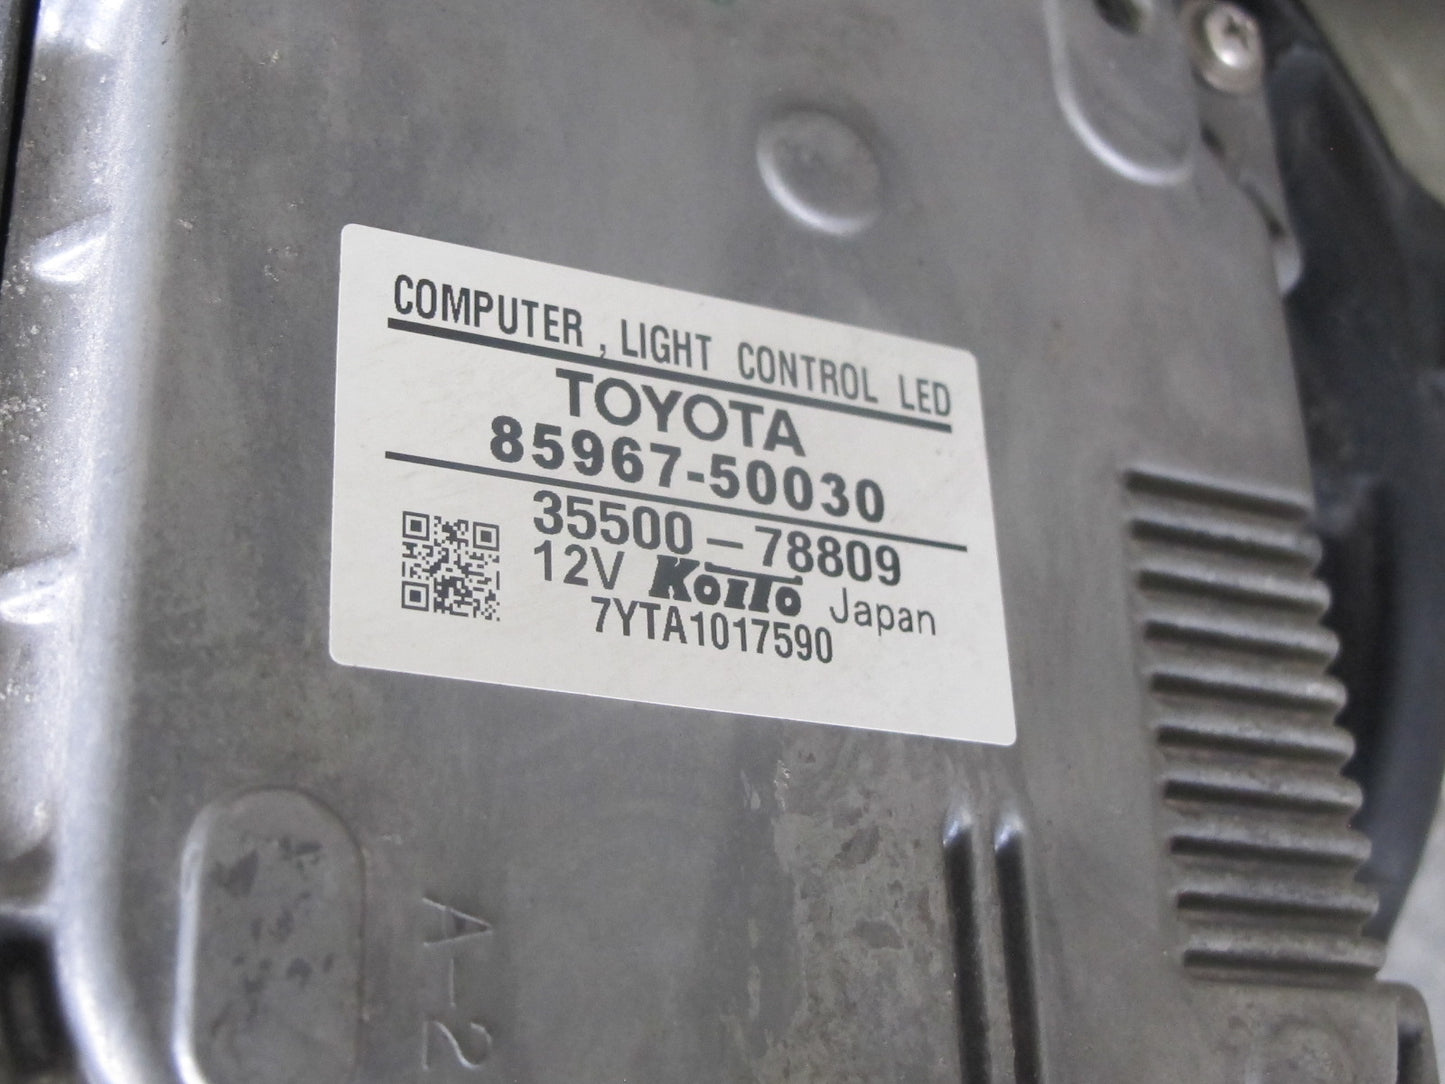 COMPUTER , LIGHT CONTROL LED
TOYOTA
85967-50030
35500-78809
12V Koito Japan
7YTA1017590
A-2